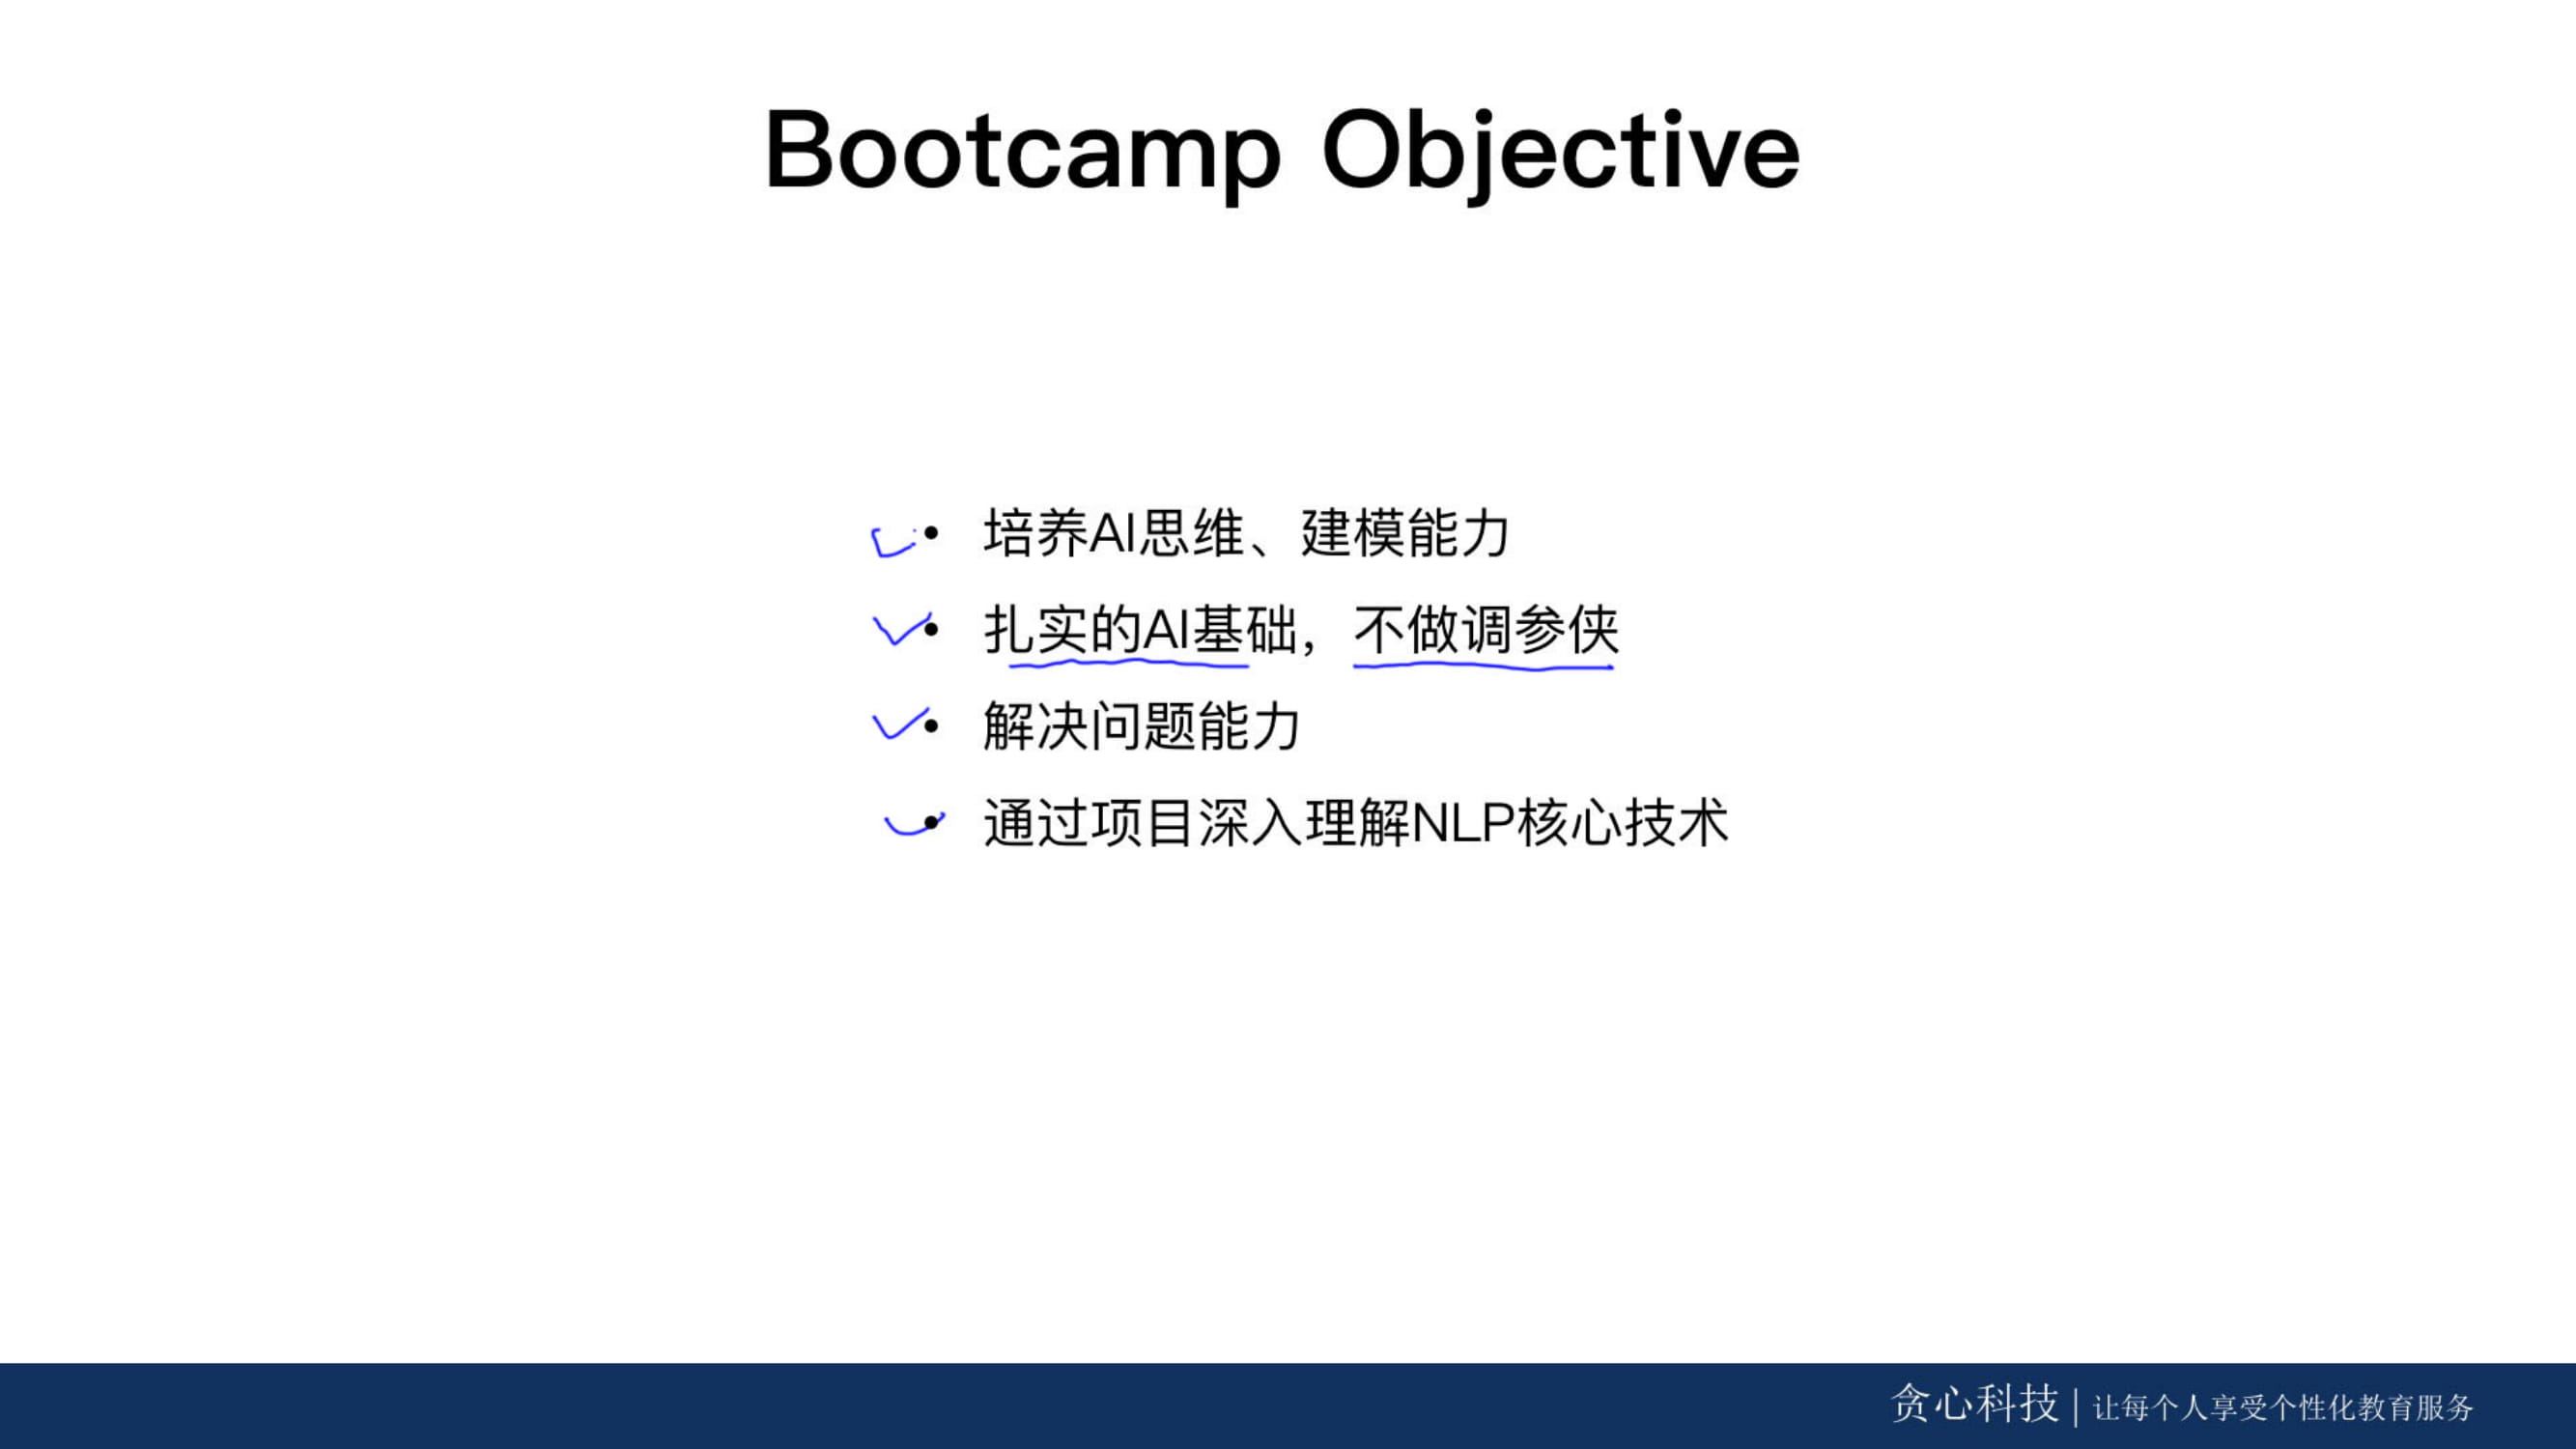 Bootcamp Objective
• 培养AI思维、建模能力
• 扎实的AI基础，不做调参侠
• 解决问题能力
• 通过项目深入理解NLP核心技术
贪心科技 | 让每个人享受个性化教育服务